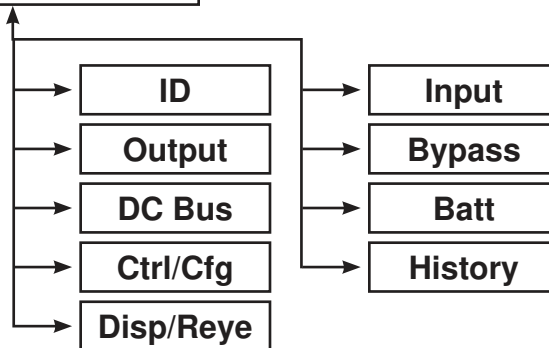 ID
Input
Output
Bypass
DC Bus
Batt
Ctrl/Cfg
History
Disp/Reye